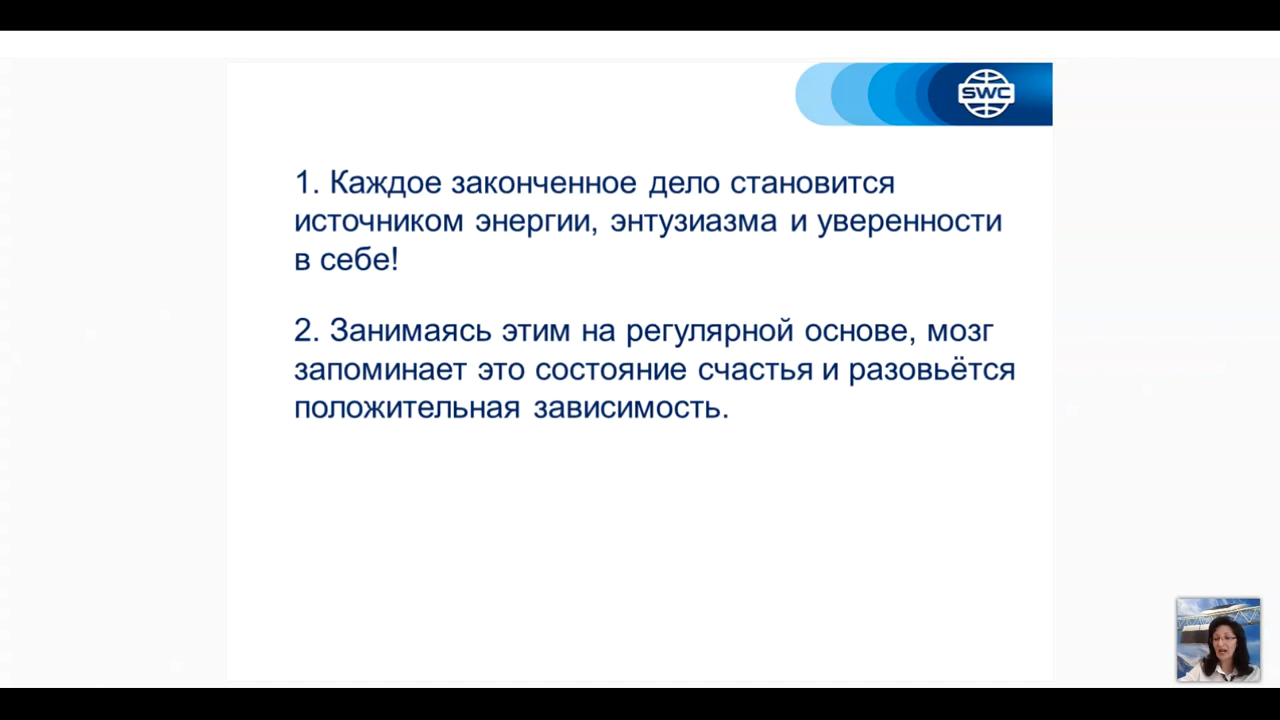 SWC
1. Каждое законченное дело становится
источником энергии, энтузиазма и уверенности
в себе!
2. Занимаясь этим на регулярной основе, мозг
запоминает это состояние счастья и разовьётся
положительная зависимость.